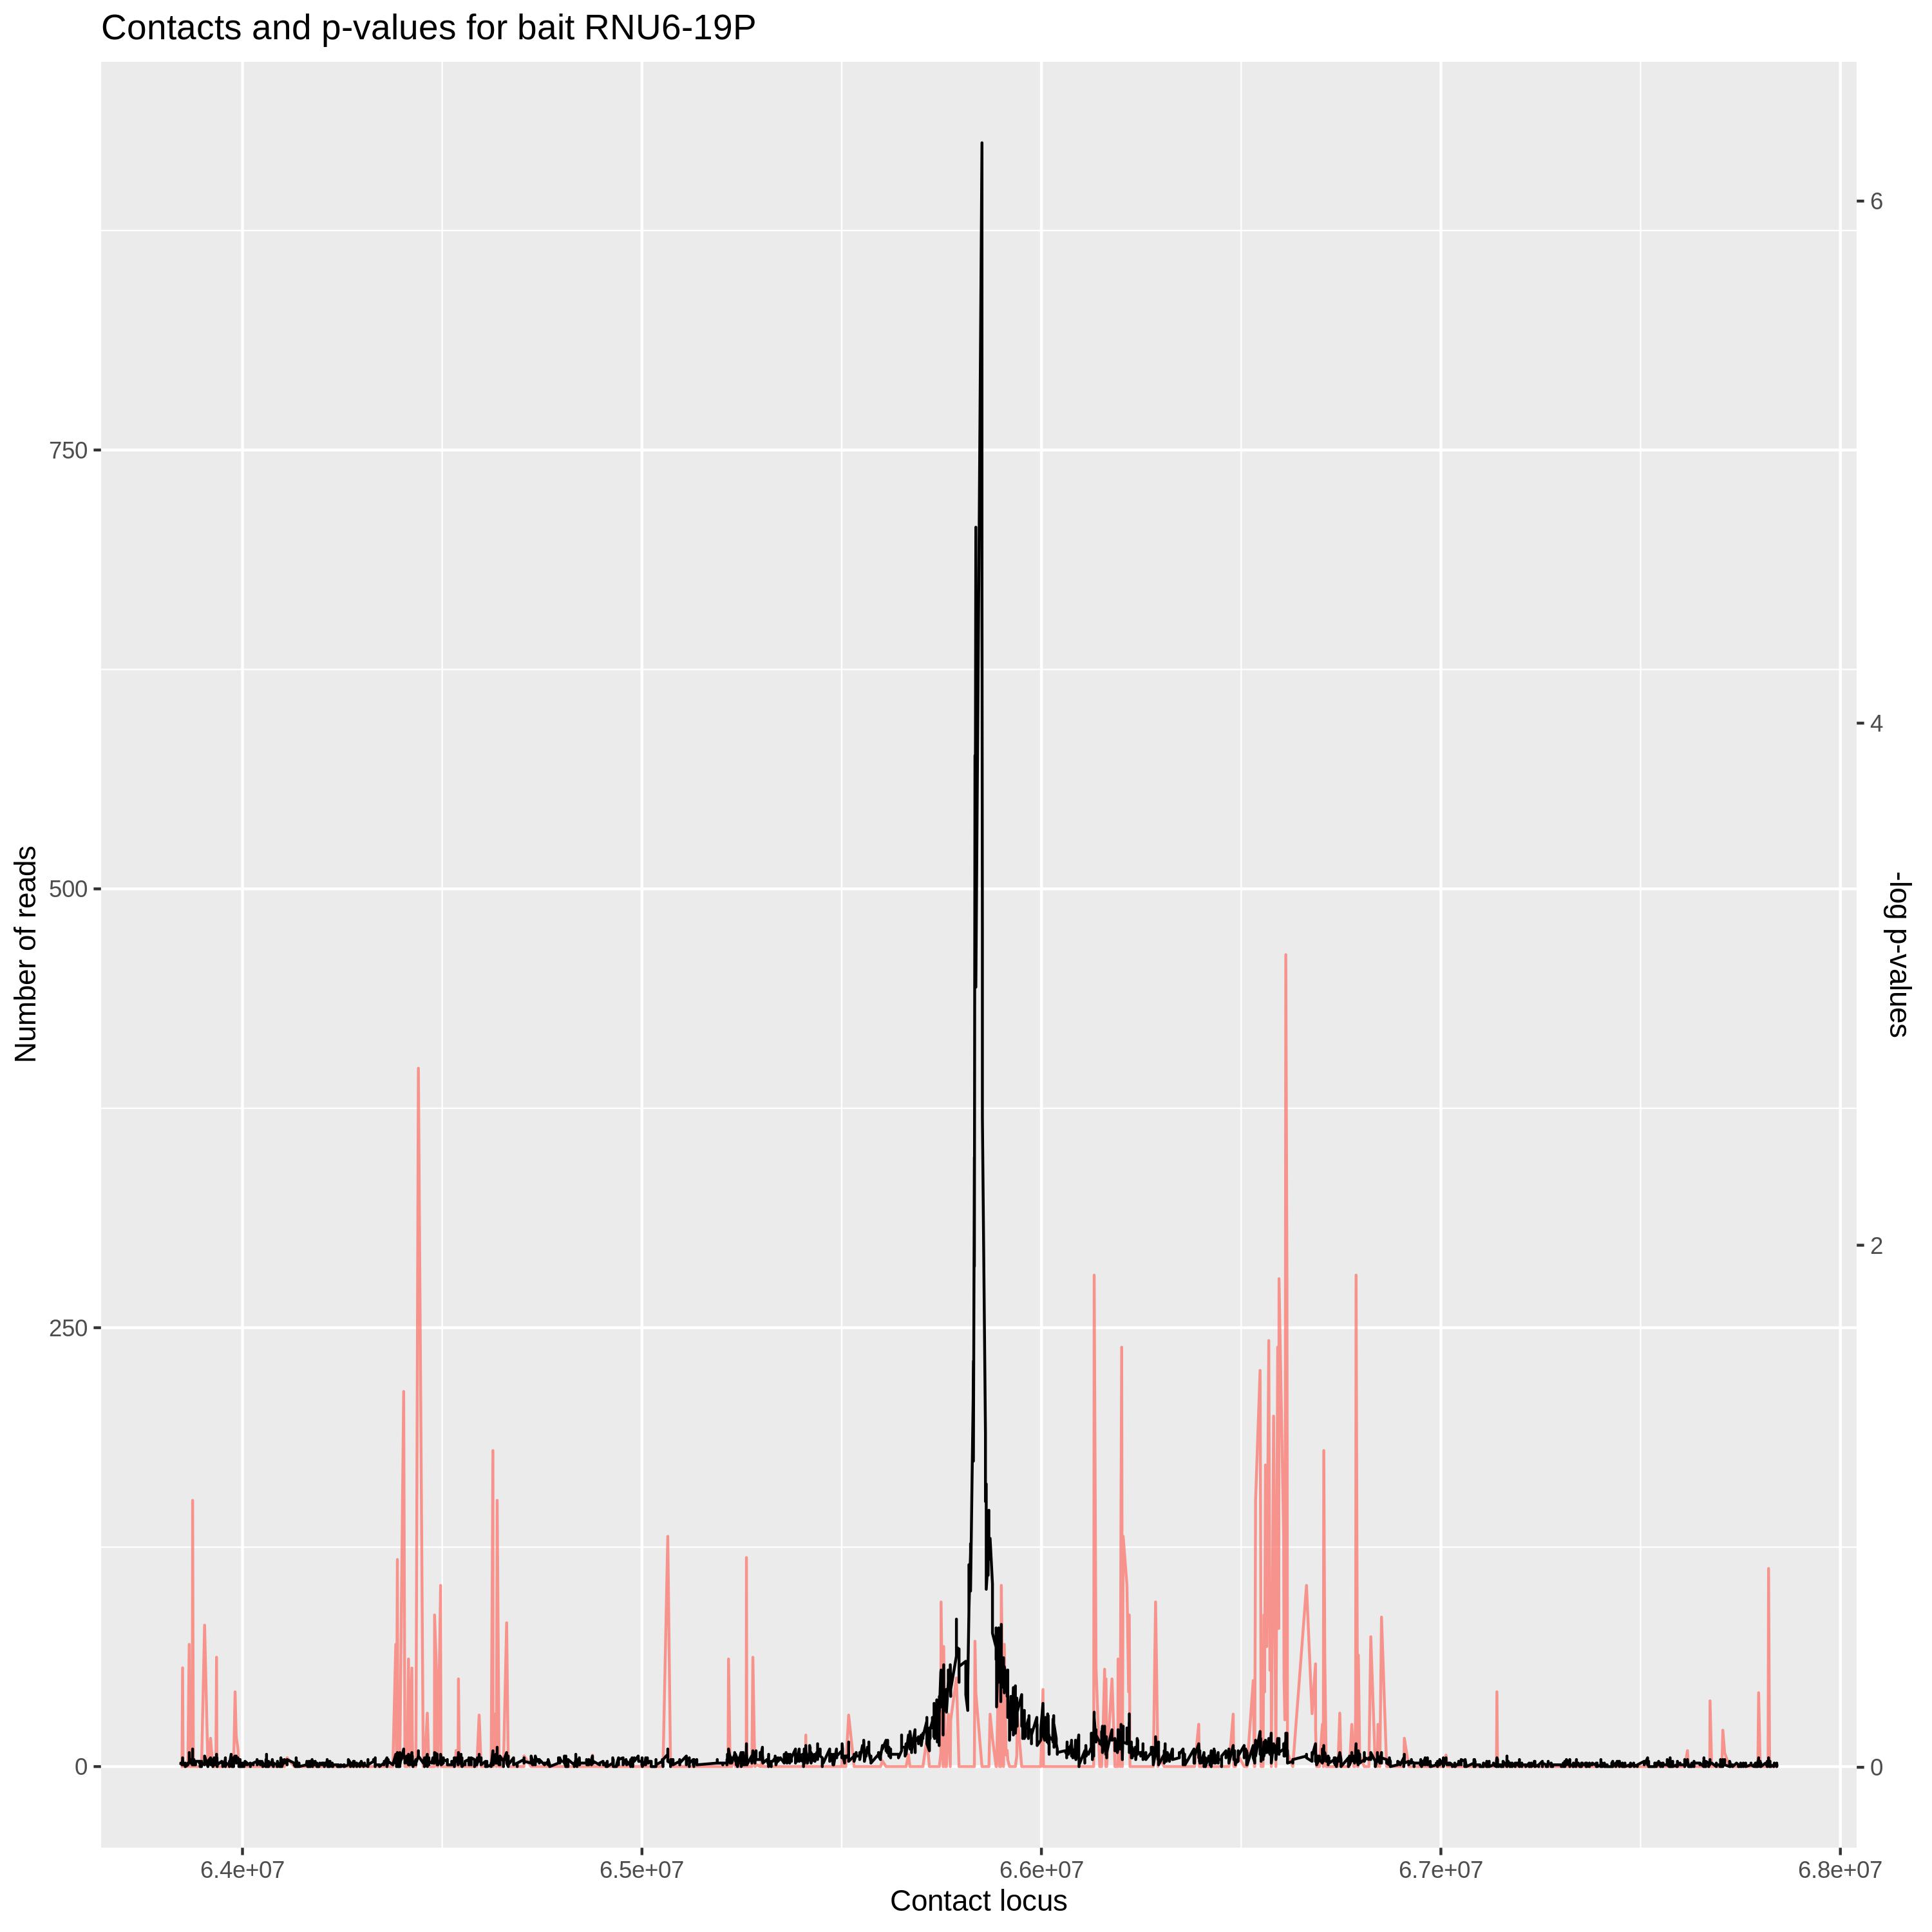 Contacts and p-values for bait RNU6-19P
Number of reads
750
500
250
0
6
4
2
0
-log p-values
6.4e+07
6.5e+07
6.6e+07
6.7e+07
6.8e+07
Contact locus